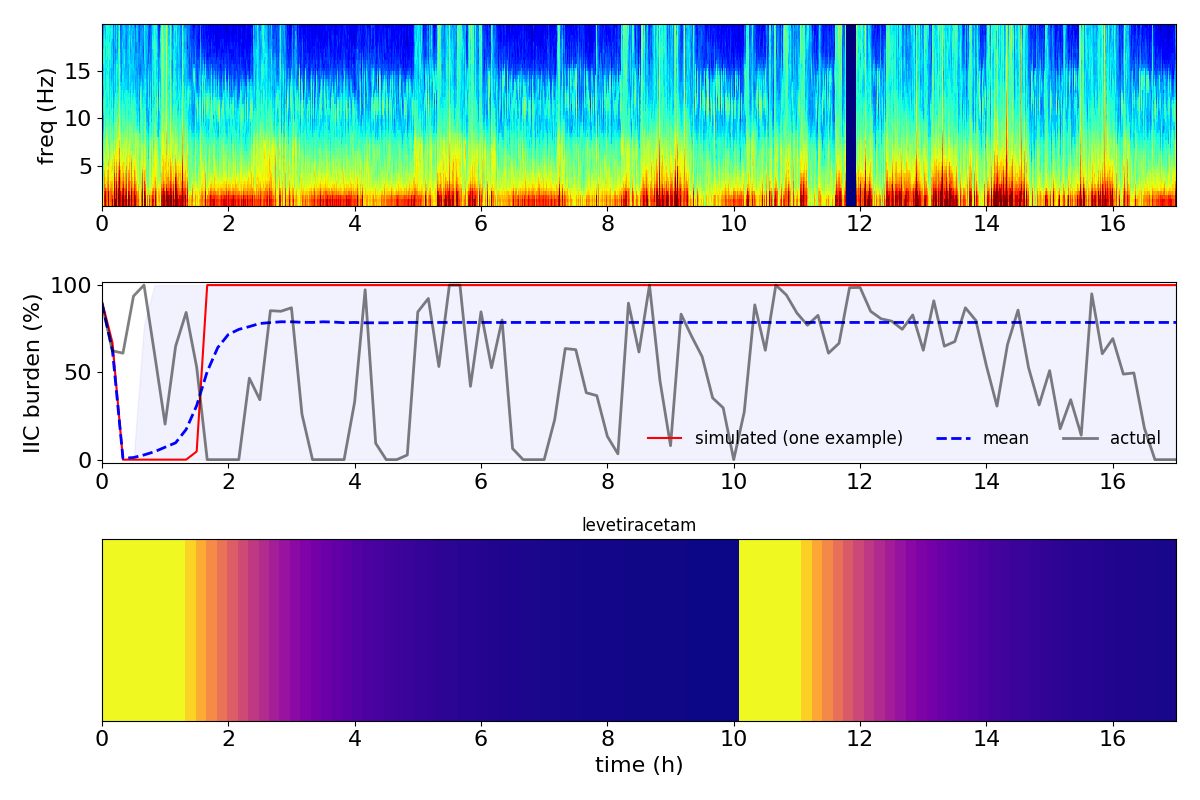 freq (Hz)
15
10
5
0 2 4 6 8 10 12 14 16
IIC burden (%)
100
50
0
simulated (one example) mean actual
0 2 4 6 8 10 12 14 16
levetiracetam
0 2 4 6 8 10 12 14 16
time (h)